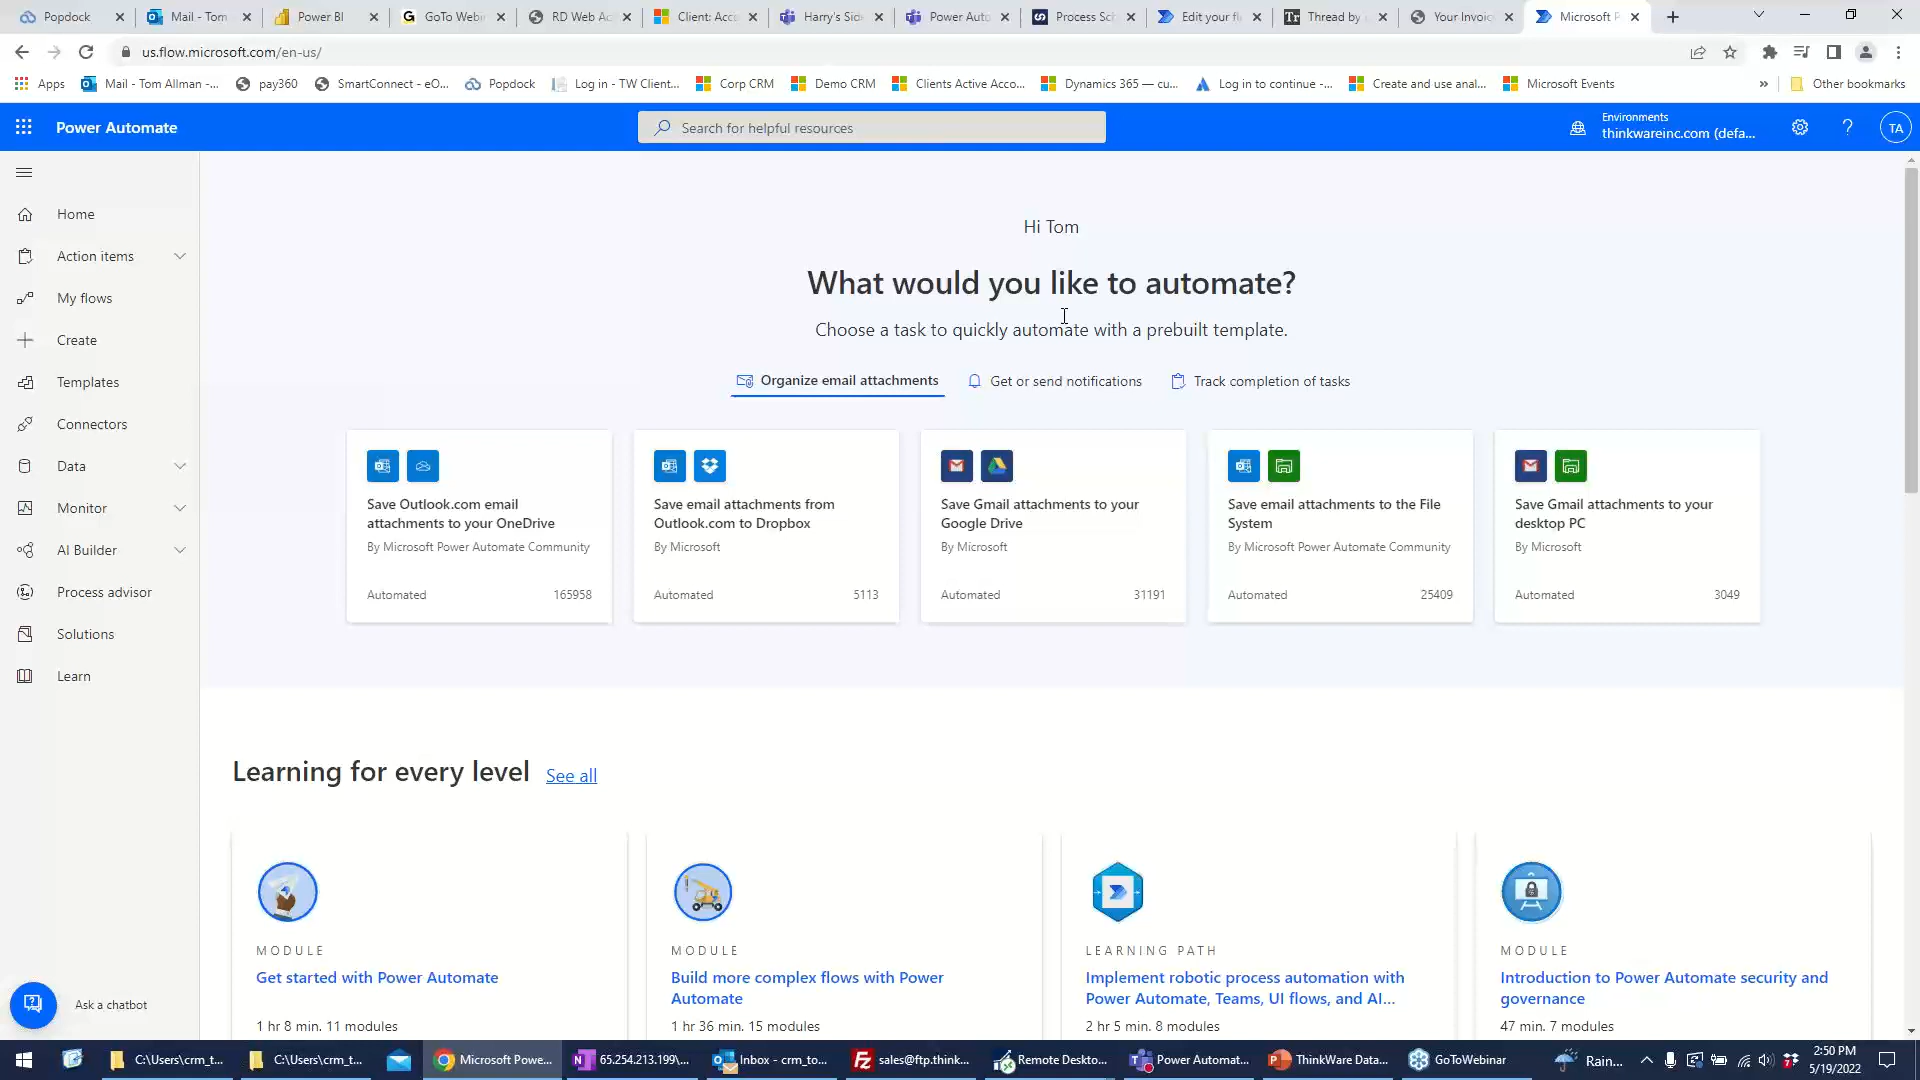 Popdock
Mail - Tom
Power BI
GoTo Webi
RD Web Ac
Client: Acc
Harry's Sid
Power Auto
Process Sc
Edit your fl
Thread by
Your Invoic
Microsoft P
us.flow.microsoft.com/en-us/
Apps
Mail - Tom Allman -...
pay360
SmartConnect - eO...
Popdock
Log in - TW Client...
Corp CRM
Demo CRM
Clients Active Acco...
Dynamics 365 — cu...
Log in to continue -...
Create and use anal...
Microsoft Events
»
Other bookmarks
Power Automate
Search for helpful resources
Environments
thinkwareinc.com (defa...
?
TA
Home
Action items
My flows
Create
Templates
Connectors
Data
Monitor
AI Builder
Process advisor
Solutions
Learn
Ask a chatbot
Hi Tom
What would you like to automate?
Choose a task to quickly automate with a prebuilt template.
Organize email attachments
Get or send notifications
Track completion of tasks
Save Outlook.com email
attachments to your OneDrive
By Microsoft Power Automate Community
Automated 165958
Save email attachments from
Outlook.com to Dropbox
By Microsoft
Automated 5113
Save Gmail attachments to your
Google Drive
By Microsoft
Automated 31191
Save email attachments to the File
System
By Microsoft Power Automate Community
Automated 25409
Save Gmail attachments to your
desktop PC
By Microsoft
Automated 3049
Learning for every level See all
MODULE
Get started with Power Automate
1 hr 8 min. 11 modules
MODULE
Build more complex flows with Power
Automate
1 hr 36 min. 15 modules
LEARNING PATH
Implement robotic process automation with
Power Automate, Teams, UI flows, and AI...
2 hr 5 min. 8 modules
MODULE
Introduction to Power Automate security and
governance
47 min. 7 modules
C:\Users\crm_t...
C:\Users\crm_t...
Microsoft Powe...
65.254.213.199\...
Inbox - crm_to...
sales@ftp.think...
Remote Deskto...
Power Automat...
ThinkWare Data...
GoToWebinar
Rain...
2:50 PM
5/19/2022